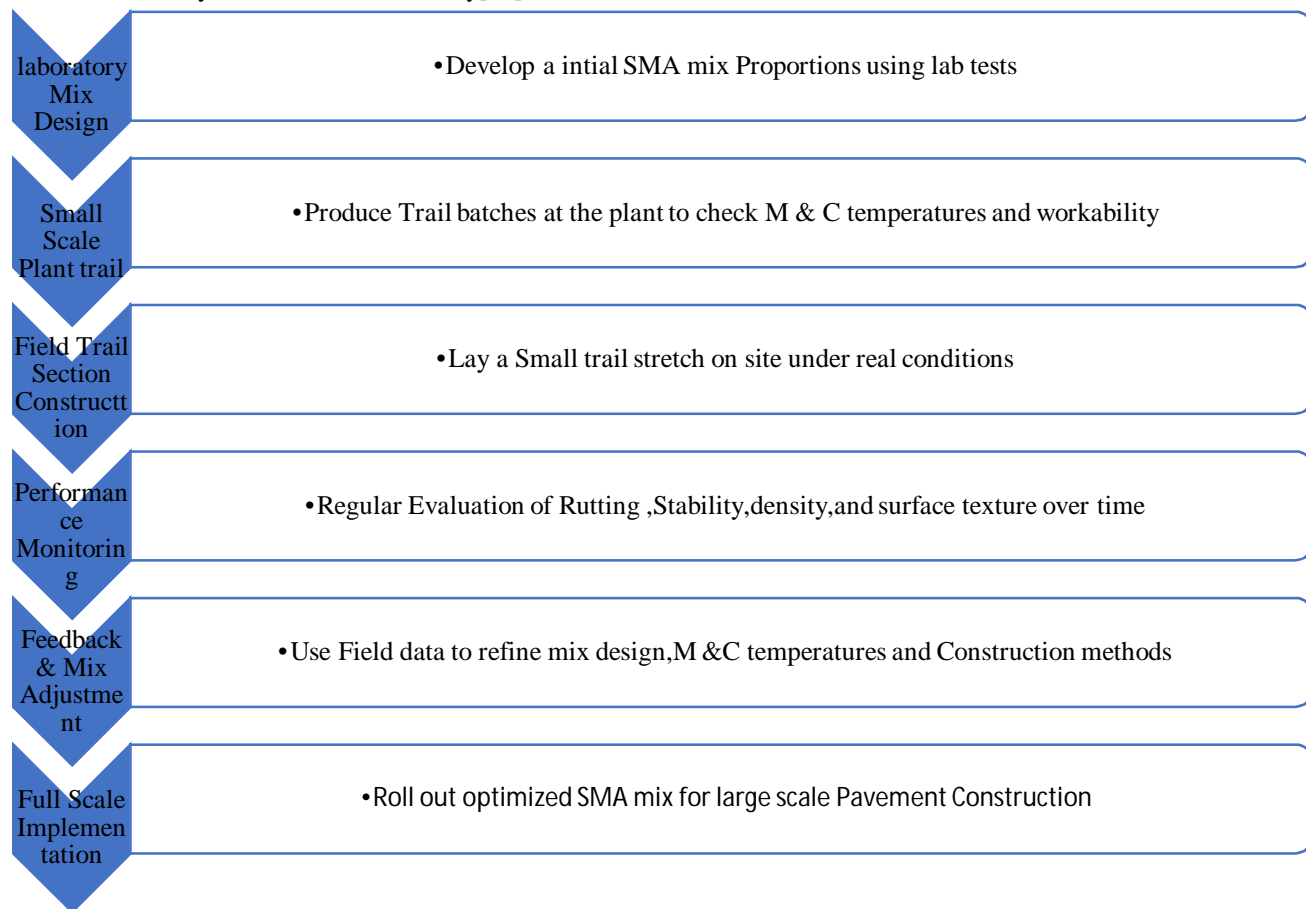 laboratory
Mix
Design
•Develop a intial SMA mix Proportions using lab tests
Small
Scale
Plant trail
•Produce Trail batches at the plant to check M & C temperatures and workability
Field Trail
Section
Constructt
ion
•Lay a Small trail stretch on site under real conditions
Performan
ce
Monitorin
g
•Regular Evaluation of Rutting ,Stability,density,and surface texture over time
Feedback
& Mix
Adjustme
nt
•Use Field data to refine mix design,M &C temperatures and Construction methods
Full Scale
Implemen
tation
•Roll out optimized SMA mix for large scale Pavement Construction